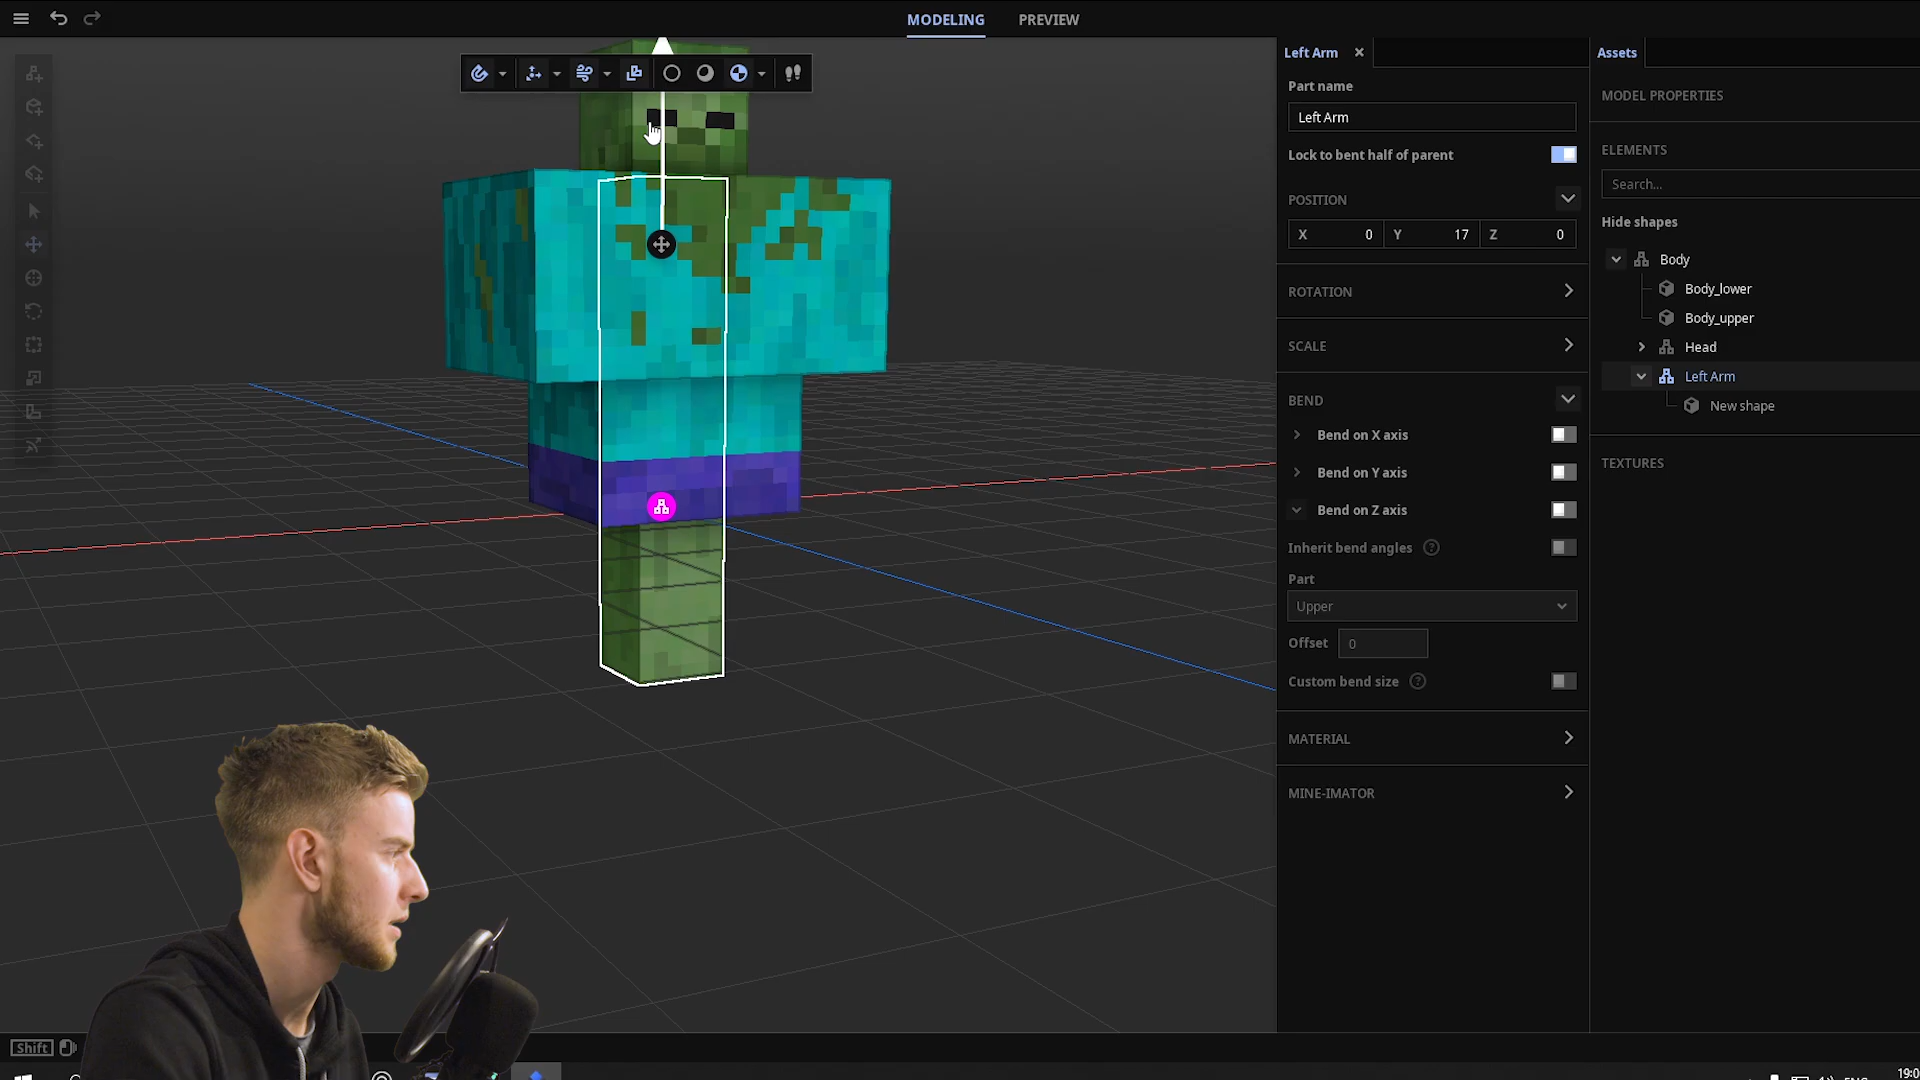 MODELING PREVIEW
Left Arm
Part name
Left Arm
Lock to bent half of parent
POSITION
X 0 Y 17 Z 0
ROTATION
SCALE
BEND
Bend on X axis
Bend on Y axis
Bend on Z axis
Inherit bend angles ?
Part
Upper
Offset 0
Custom bend size ?
MATERIAL
MINE-IMATOR
Assets
MODEL PROPERTIES
ELEMENTS
Search...
Hide shapes
Body
Body_lower
Body_upper
Head
Left Arm
New shape
TEXTURES
Shift